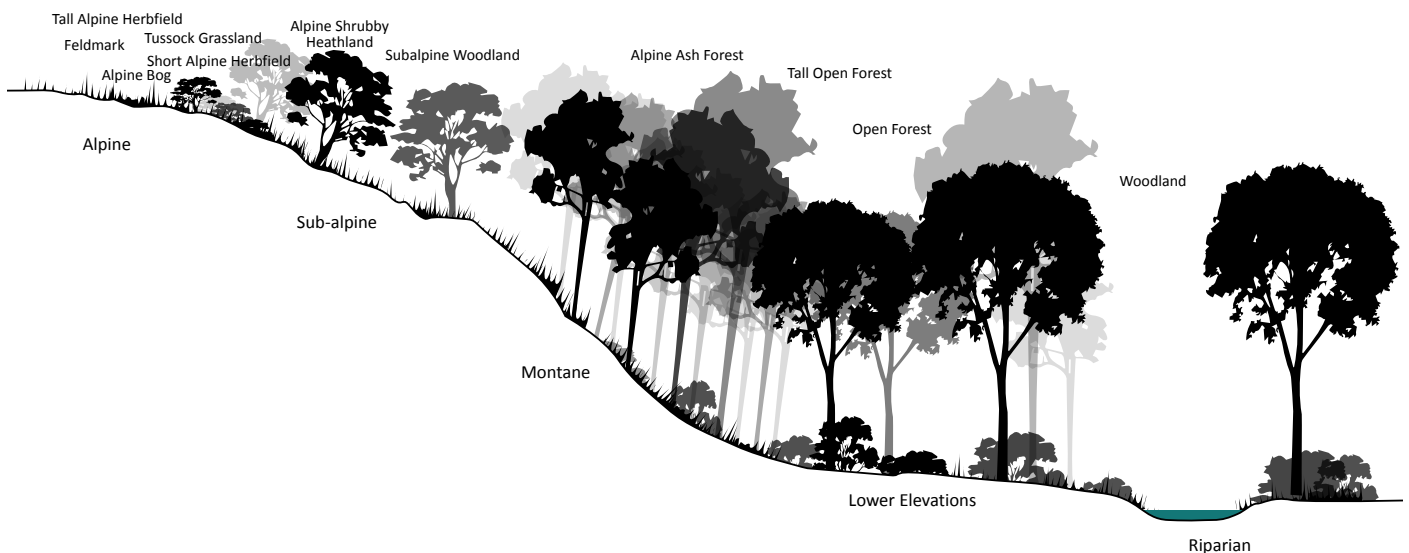 Tall Alpine Herbfield
Feldmark
Tussock Grassland
Short Alpine Herbfield
Alpine Bog
Alpine Shrubby
Heathland
Subalpine Woodland
Alpine Ash Forest
Tall Open Forest
Open Forest
Woodland
Alpine
Sub-alpine
Montane
Lower Elevations
Riparian